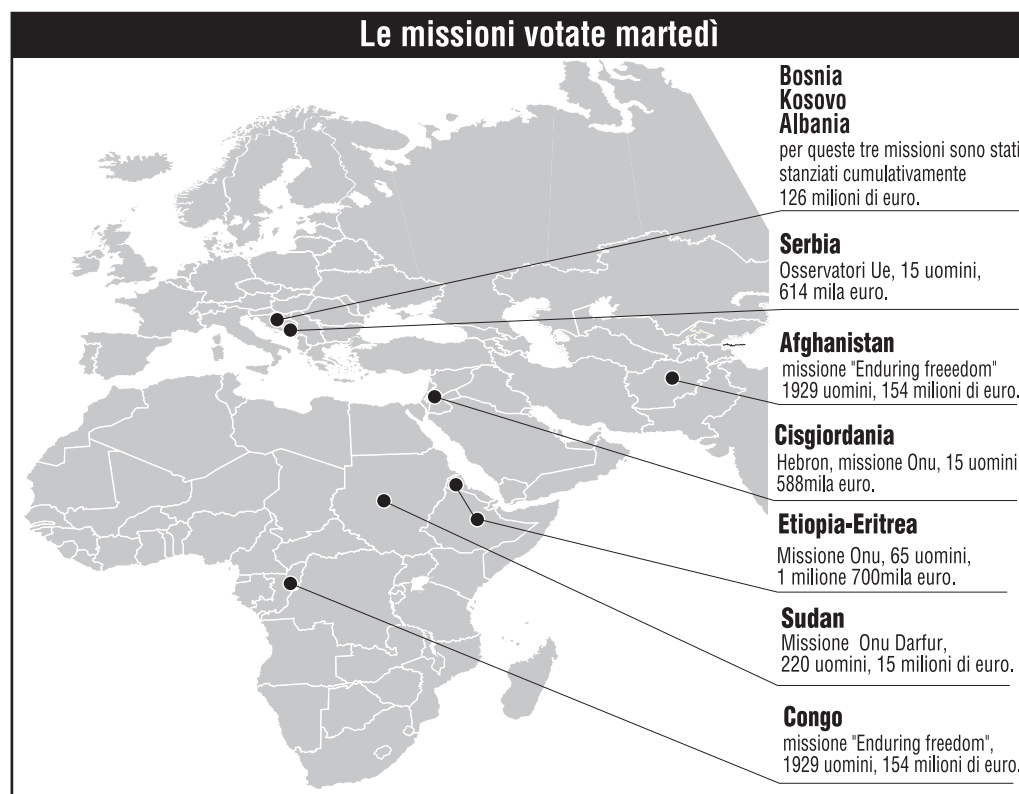 Le missioni votate martedì
Bosnia
Kosovo
Albania
per queste tre missioni sono stati
stanziati cumulativamente
126 milioni di euro.
Serbia
Osservatori Ue, 15 uomini,
614 mila euro.
Afghanistan
missione "Enduring freeedom"
1929 uomini, 154 milioni di euro.
Cisgiordania
Hebron, missione Onu, 15 uomini
588mila euro.
Etiopia-Eritrea
Missione Onu, 65 uomini,
1 milione 700mila euro.
Sudan
Missione Onu Darfur,
220 uomini, 15 milioni di euro.
Congo
missione "Enduring freedom",
1929 uomini, 154 milioni di euro.